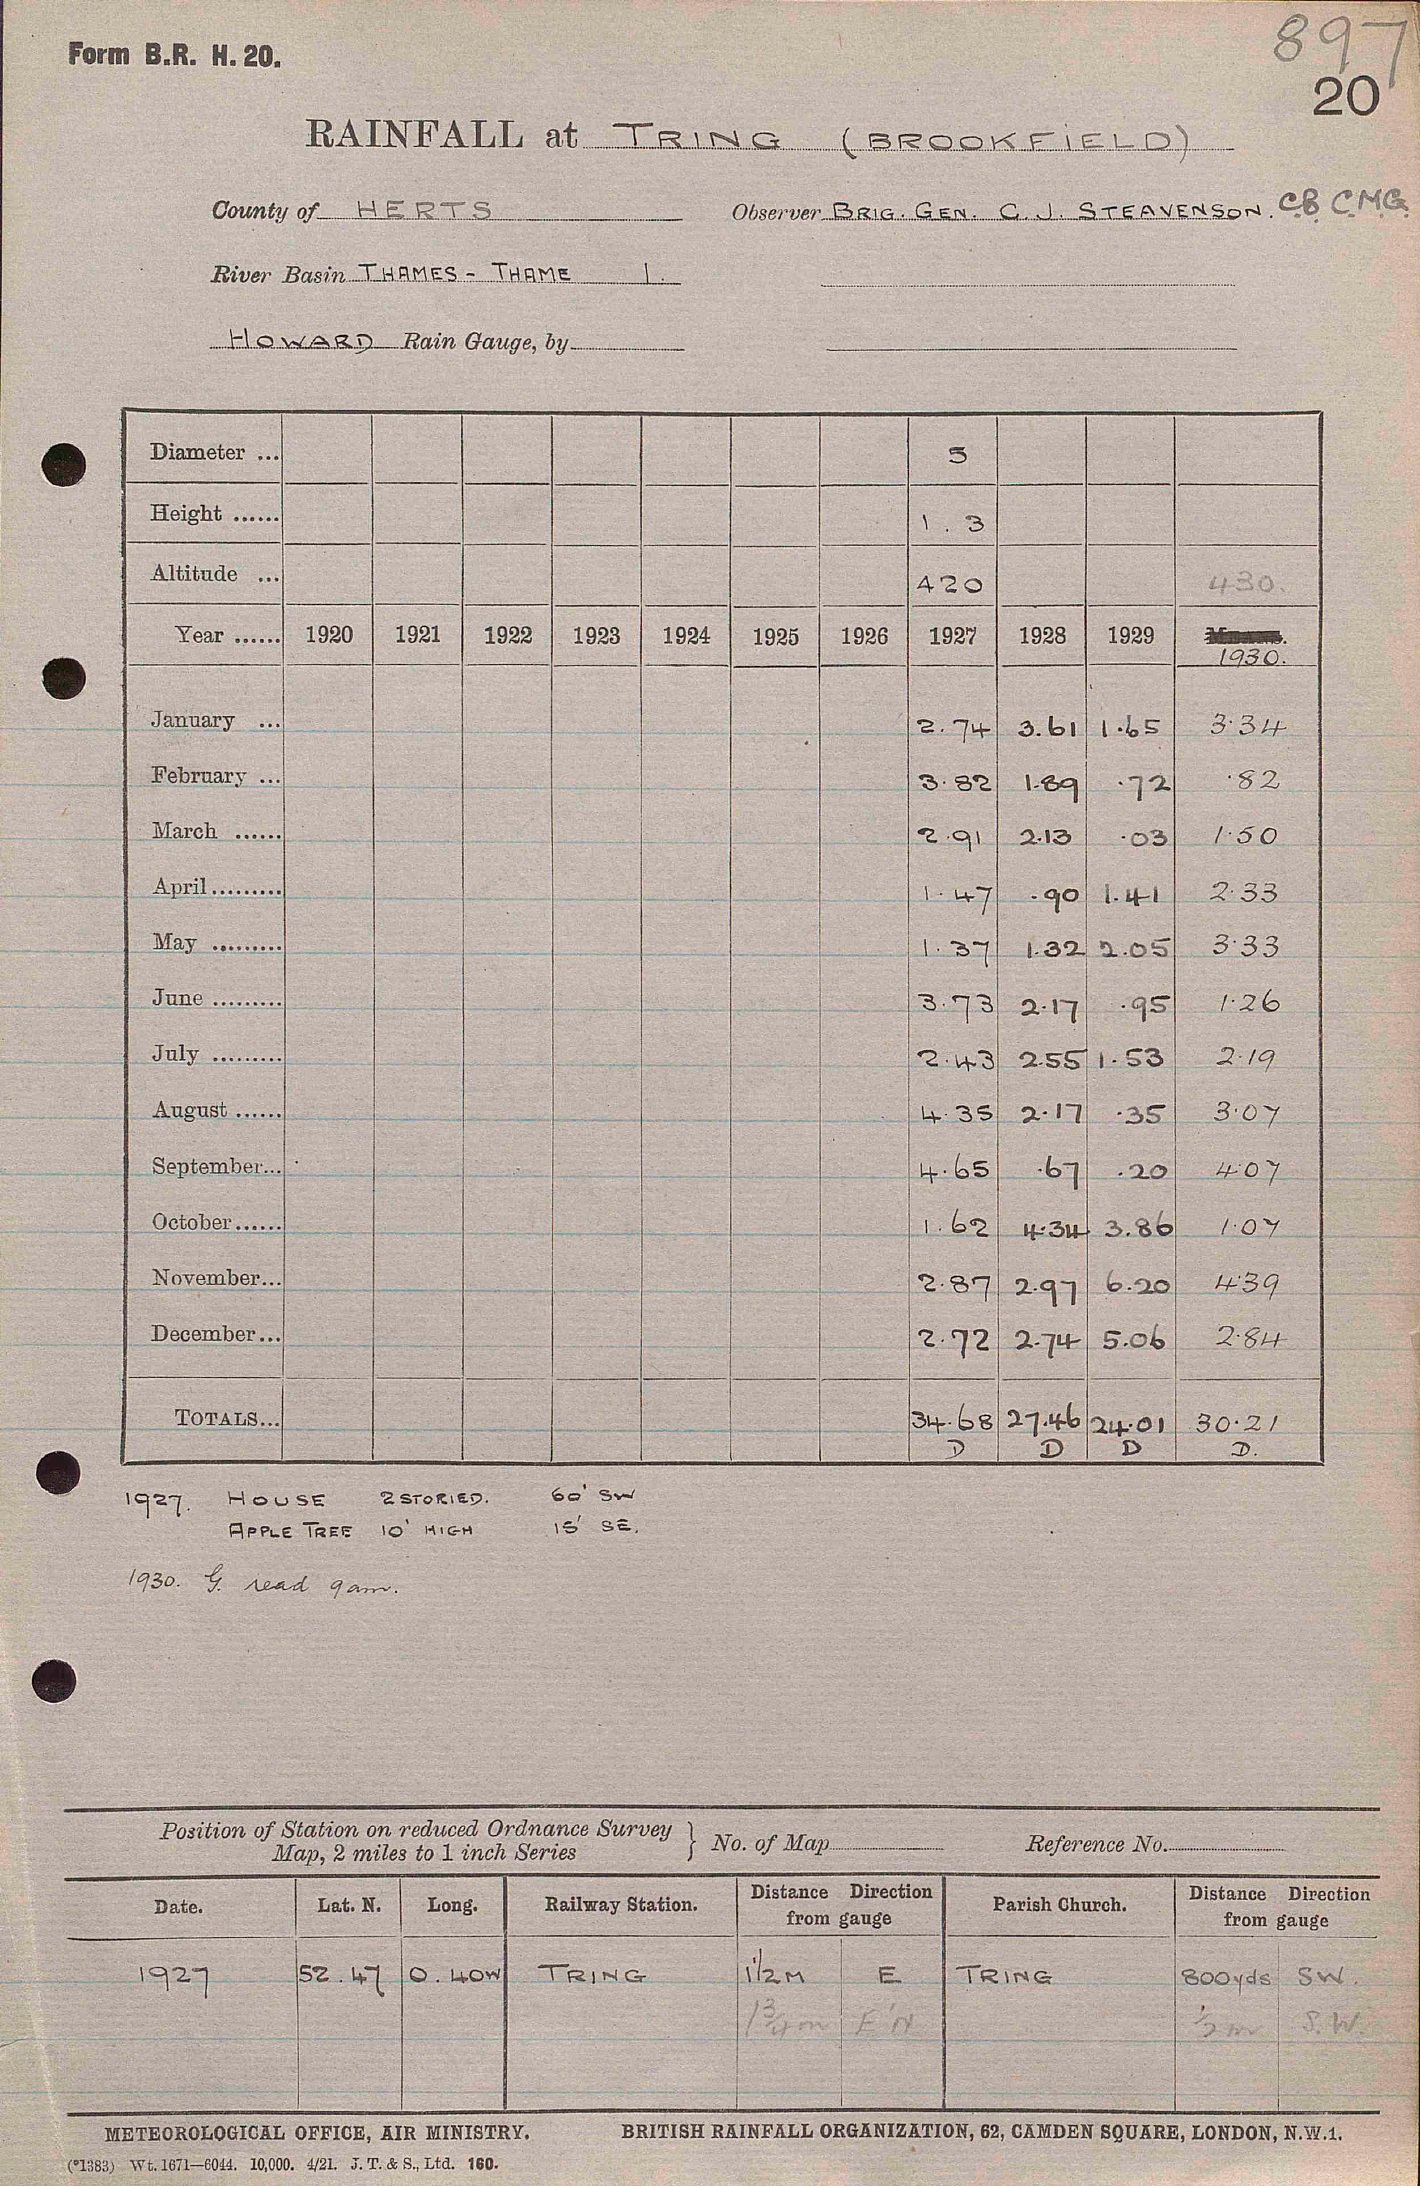 Form B.R. H. 20.
897
20
RAINFALL at TRING (BROOKFIELD)
County of HERTS Observer BRIG. GEN. C. J. STEAVENSON. C.B. C.M.G.
River Basin THAMES - THAME 1.
HOWARD Rain Gauge, by
Diameter ... 5
Height ...... 1.3
Altitude ... 420 430.
Year ...... 1920 1921 1922 1923 1924 1925 1926 1927 1928 1929
1930.
January ... 2.74 3.61 1.65 3.34
February ... 3.82 1.89 .72 .82
March ...... 2.91 2.13 .03 1.50
April ......... 1.47 .90 1.41 2.33
May ......... 1.37 1.32 2.05 3.33
June ......... 3.73 2.17 .95 1.26
July ......... 2.43 2.55 1.53 2.19
August ...... 4.35 2.17 .35 3.07
September... 4.65 .67 .20 4.07
October...... 1.62 4.34 3.86 1.07
November... 2.87 2.97 6.20 4.39
December... 2.72 2.74 5.06 2.84
TOTALS... 34.68 27.46 24.01 30.21
D D D D.
1927. HOUSE 2 STORIED. 60' SW
APPLE TREE 10' HIGH 15' SE.
1930. G. read 9am.
Position of Station on reduced Ordnance Survey
Map, 2 miles to 1 inch Series } No. of Map Reference No.
Date. Lat. N. Long. Railway Station. Distance Direction from gauge Parish Church. Distance Direction from gauge
1927 52.47 0.40W TRING 1 1/2 M E TRING 800yds SW.
1 3/4 m E'N 1/2 m S.W.
METEOROLOGICAL OFFICE, AIR MINISTRY. BRITISH RAINFALL ORGANIZATION, 62, CAMDEN SQUARE, LONDON, N.W.1.
(*1383) Wt. 1671—6044. 10,000. 4/21. J. T. & S., Ltd. 160.